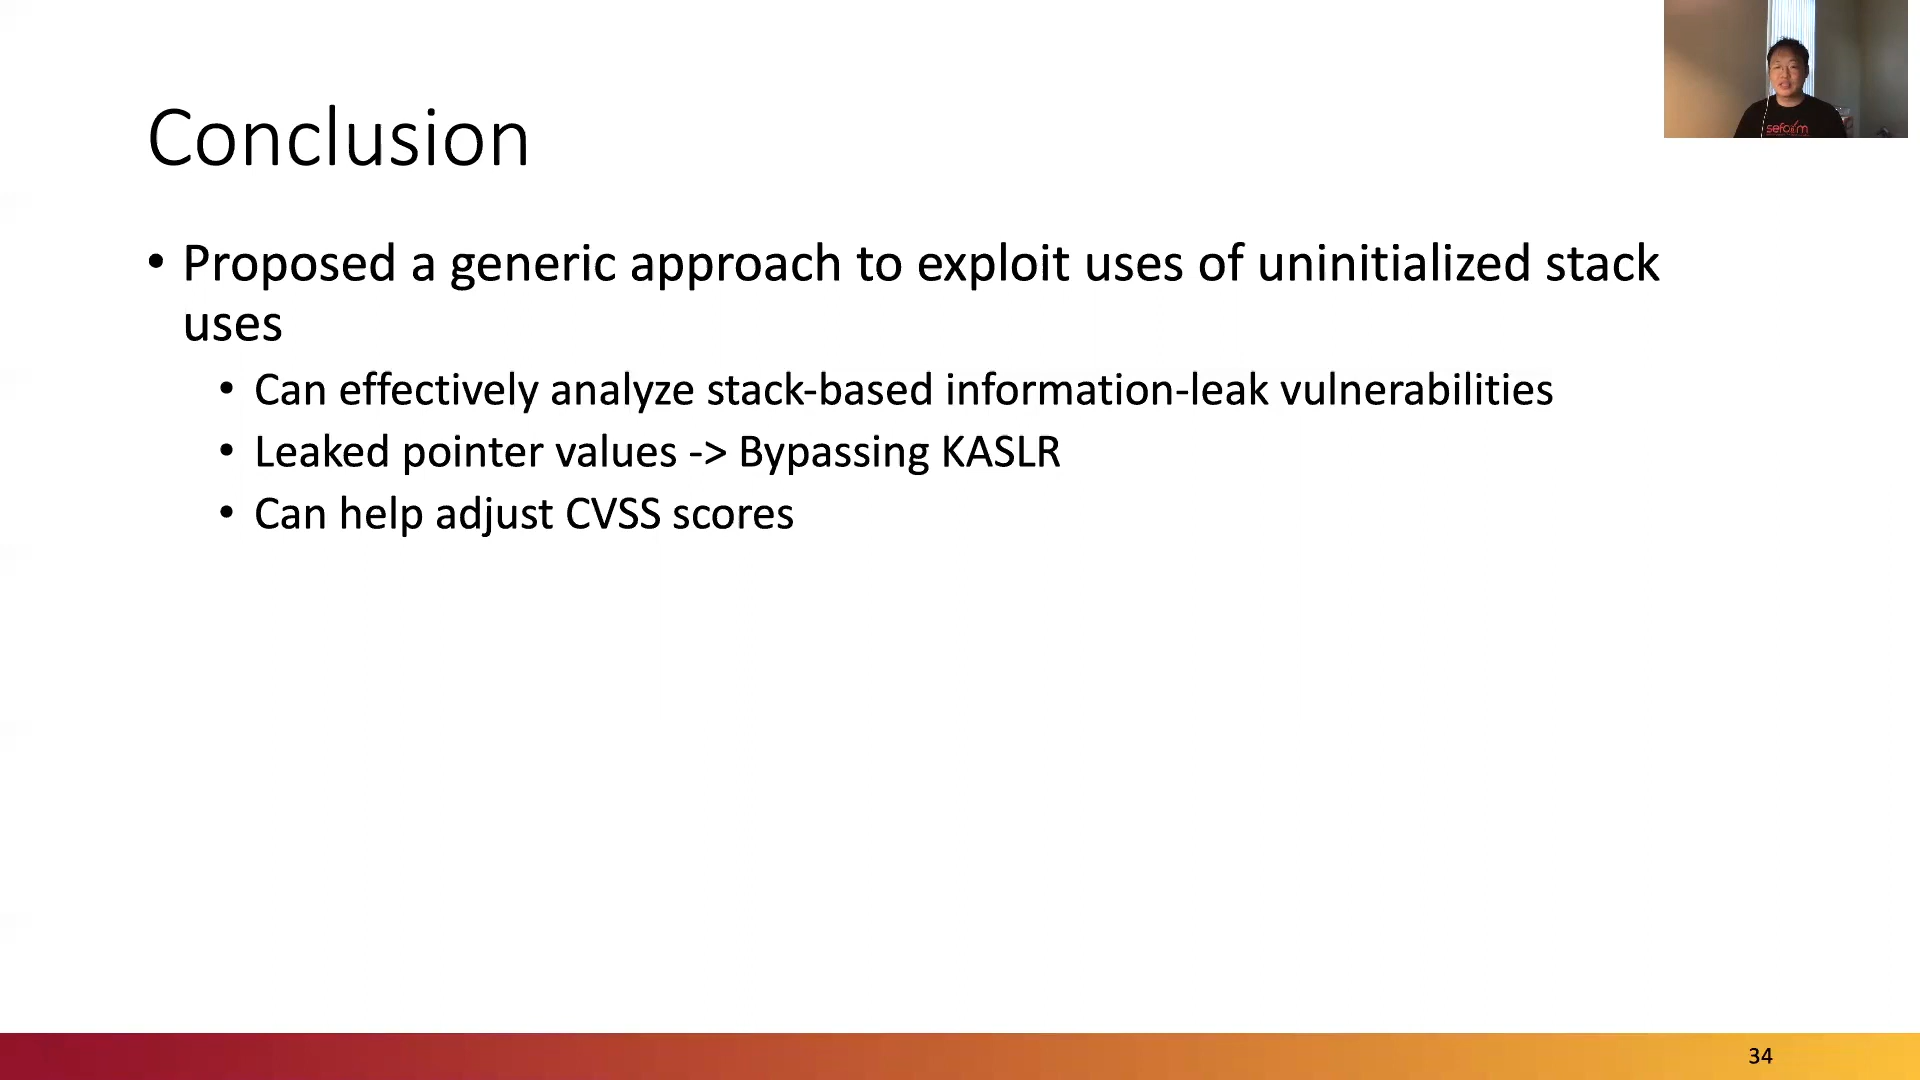 Conclusion
• Proposed a generic approach to exploit uses of uninitialized stack
uses
• Can effectively analyze stack-based information-leak vulnerabilities
• Leaked pointer values -> Bypassing KASLR
• Can help adjust CVSS scores
34